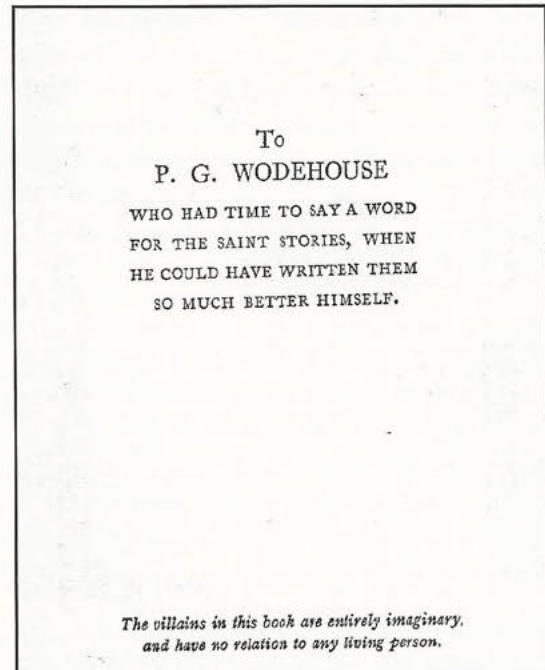 To
P. G. WODEHOUSE
WHO HAD TIME TO SAY A WORD
FOR THE SAINT STORIES, WHEN
HE COULD HAVE WRITTEN THEM
SO MUCH BETTER HIMSELF.
The villains in this book are entirely imaginary,
and have no relation to any living person.